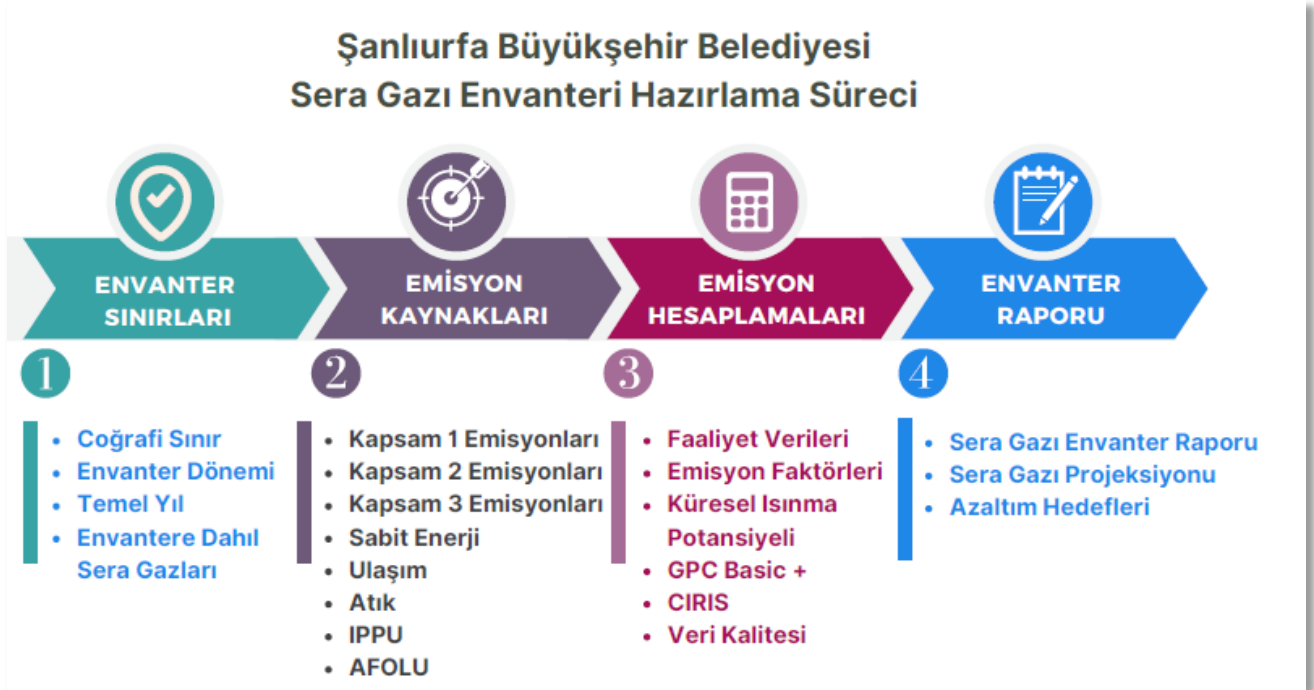 Şanlıurfa Büyükşehir Belediyesi
Sera Gazı Envanteri Hazırlama Süreci
ENVANTER
SINIRLARI
1
• Coğrafi Sınır
• Envanter Dönemi
• Temel Yıl
• Envantere Dahil
Sera Gazları
EMİSYON
KAYNAKLARI
2
• Kapsam 1 Emisyonları
• Kapsam 2 Emisyonları
• Kapsam 3 Emisyonları
• Sabit Enerji
• Ulaşım
• Atık
• IPPU
• AFOLU
EMİSYON
HESAPLAMALARI
3
• Faaliyet Verileri
• Emisyon Faktörleri
• Küresel Isınma
Potansiyeli
• GPC Basic +
• CIRIS
• Veri Kalitesi
ENVANTER
RAPORU
4
• Sera Gazı Envanter Raporu
• Sera Gazı Projeksiyonu
• Azaltım Hedefleri